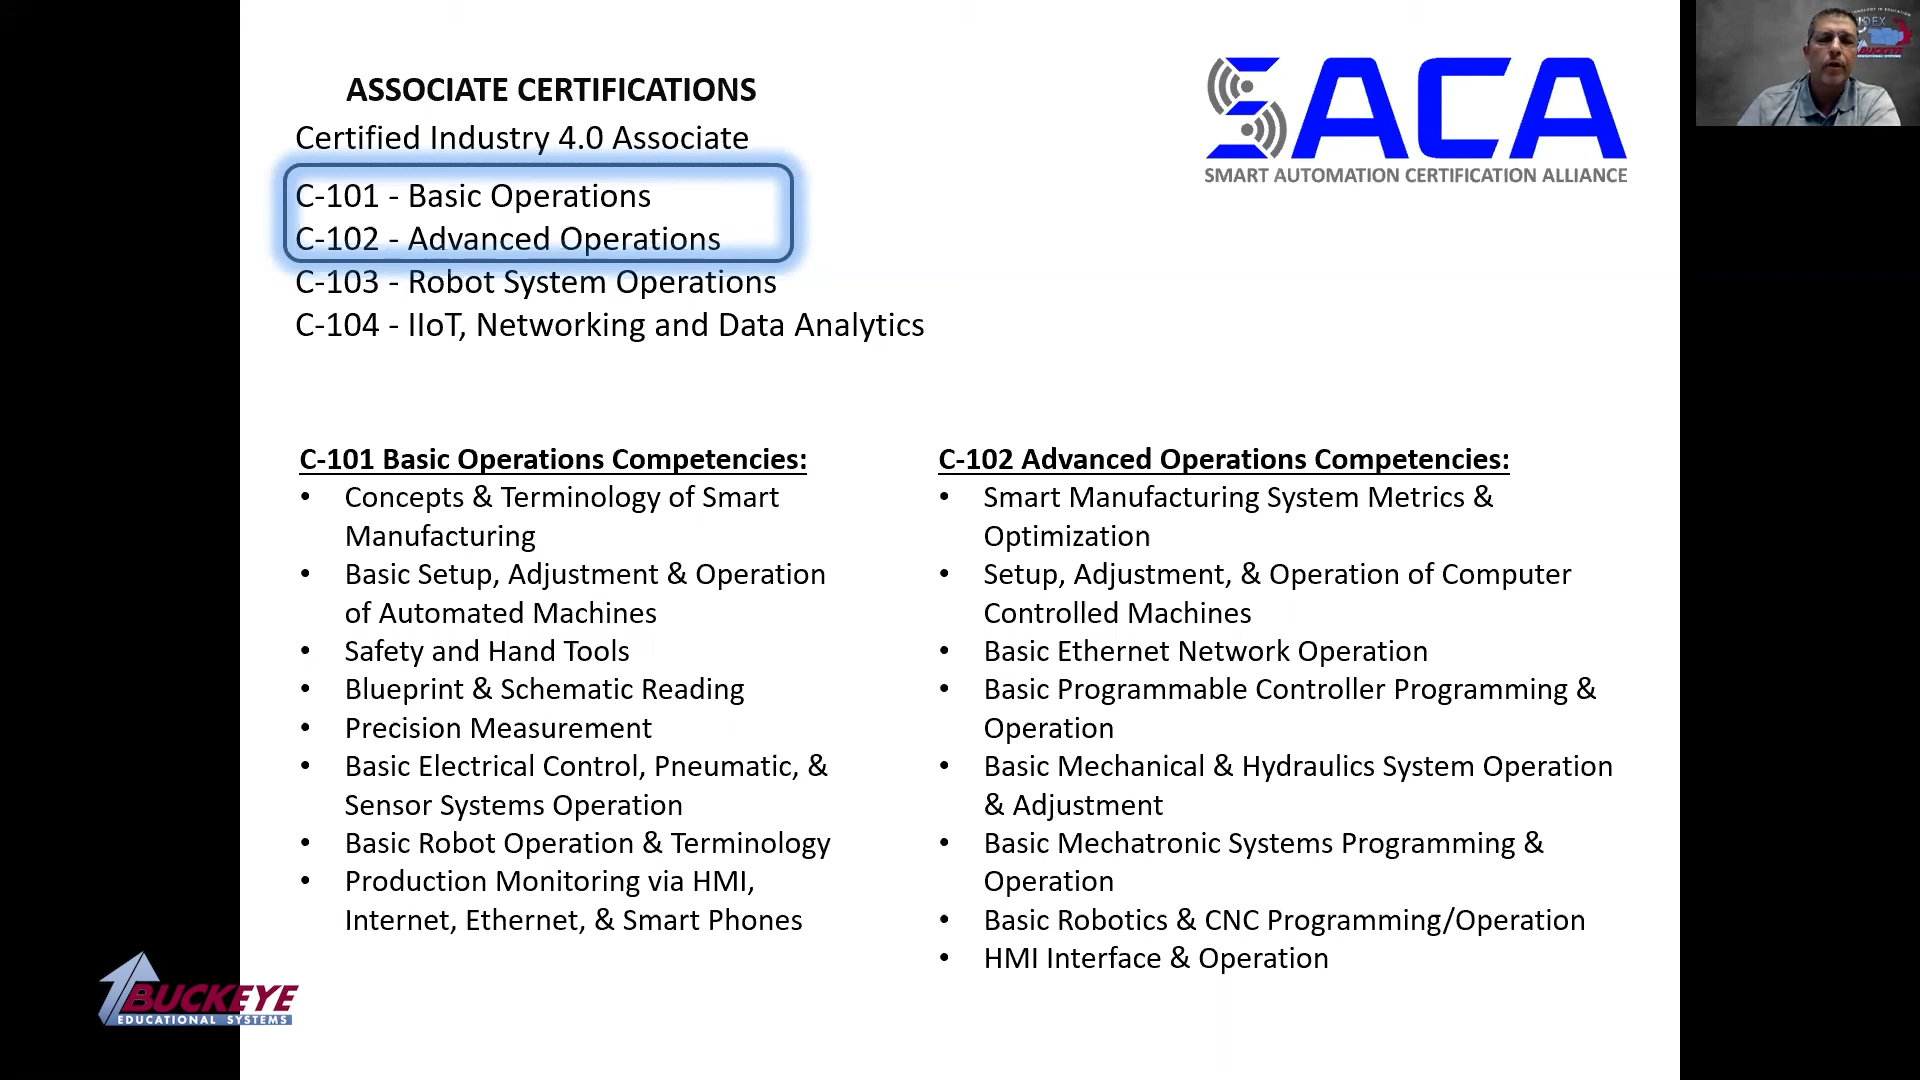 ASSOCIATE CERTIFICATIONS
Certified Industry 4.0 Associate
C-101 - Basic Operations
C-102 - Advanced Operations
C-103 - Robot System Operations
C-104 - IIoT, Networking and Data Analytics
SACA
SMART AUTOMATION CERTIFICATION ALLIANCE
C-101 Basic Operations Competencies:
• Concepts & Terminology of Smart
Manufacturing
• Basic Setup, Adjustment & Operation
of Automated Machines
• Safety and Hand Tools
• Blueprint & Schematic Reading
• Precision Measurement
• Basic Electrical Control, Pneumatic, &
Sensor Systems Operation
• Basic Robot Operation & Terminology
• Production Monitoring via HMI,
Internet, Ethernet, & Smart Phones
C-102 Advanced Operations Competencies:
• Smart Manufacturing System Metrics &
Optimization
• Setup, Adjustment, & Operation of Computer
Controlled Machines
• Basic Ethernet Network Operation
• Basic Programmable Controller Programming &
Operation
• Basic Mechanical & Hydraulics System Operation
& Adjustment
• Basic Mechatronic Systems Programming &
Operation
• Basic Robotics & CNC Programming/Operation
• HMI Interface & Operation
BUCKEYE
EDUCATIONAL SYSTEMS